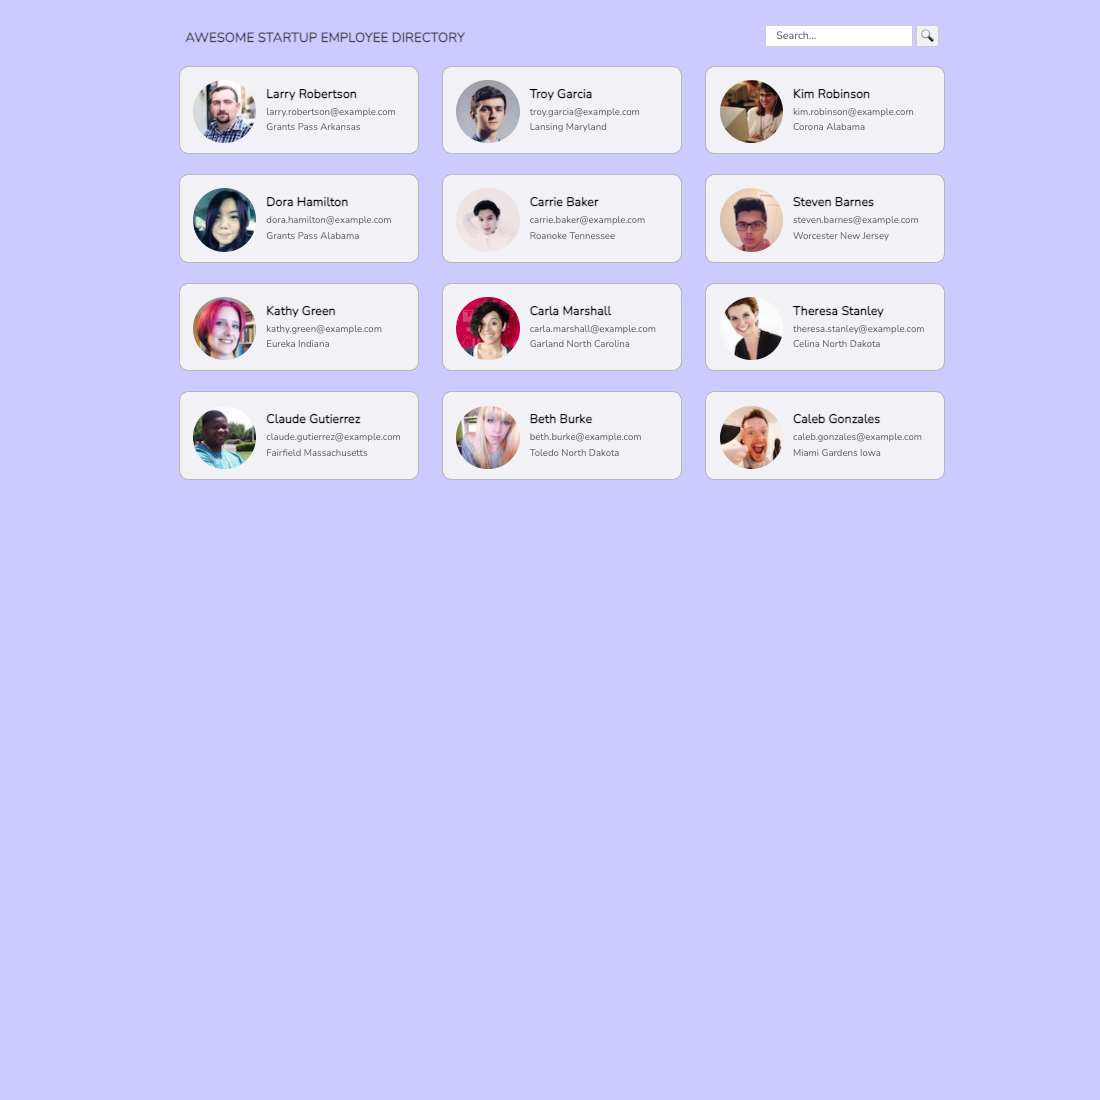 AWESOME STARTUP EMPLOYEE DIRECTORY
Search...
Larry Robertson
larry.robertson@example.com
Grants Pass Arkansas
Troy Garcia
troy.garcia@example.com
Lansing Maryland
Kim Robinson
kim.robinson@example.com
Corona Alabama
Dora Hamilton
dora.hamilton@example.com
Grants Pass Alabama
Carrie Baker
carrie.baker@example.com
Roanoke Tennessee
Steven Barnes
steven.barnes@example.com
Worcester New Jersey
Kathy Green
kathy.green@example.com
Eureka Indiana
Carla Marshall
carla.marshall@example.com
Garland North Carolina
Theresa Stanley
theresa.stanley@example.com
Celina North Dakota
Claude Gutierrez
claude.gutierrez@example.com
Fairfield Massachusetts
Beth Burke
beth.burke@example.com
Toledo North Dakota
Caleb Gonzales
caleb.gonzales@example.com
Miami Gardens Iowa